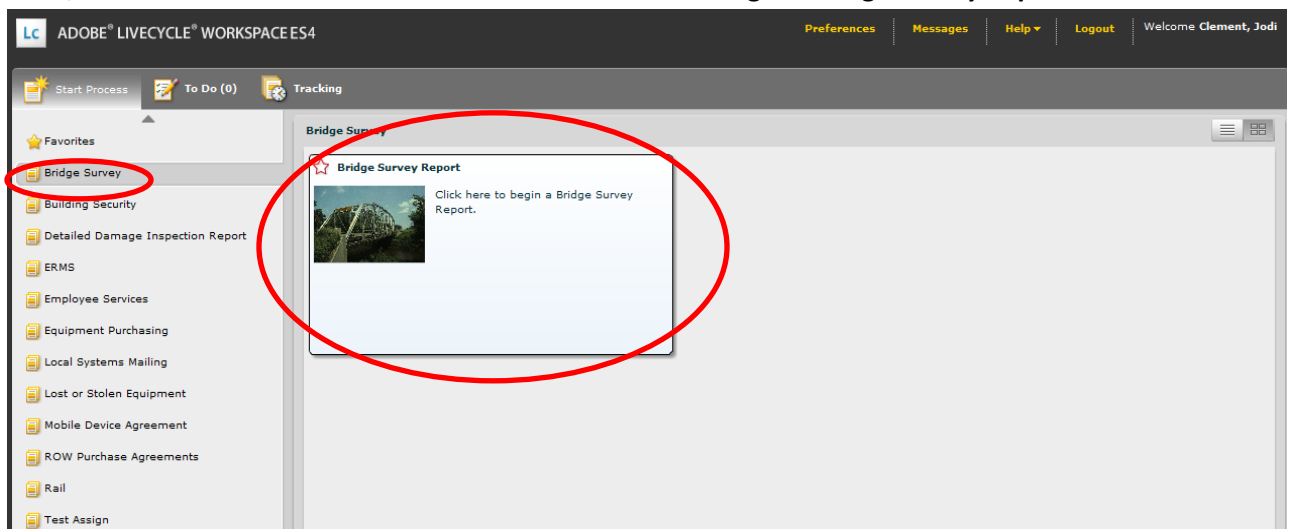 Lc ADOBE® LIVECYCLE® WORKSPACE ES4
Preferences Messages Help Logout Welcome Clement, Jodi
Start Process To Do (0) Tracking
Favorites
Bridge Survey
Building Security
Detailed Damage Inspection Report
ERMS
Employee Services
Equipment Purchasing
Local Systems Mailing
Lost or Stolen Equipment
Mobile Device Agreement
ROW Purchase Agreements
Rail
Test Assign
Bridge Survey
Bridge Survey Report
Click here to begin a Bridge Survey
Report.